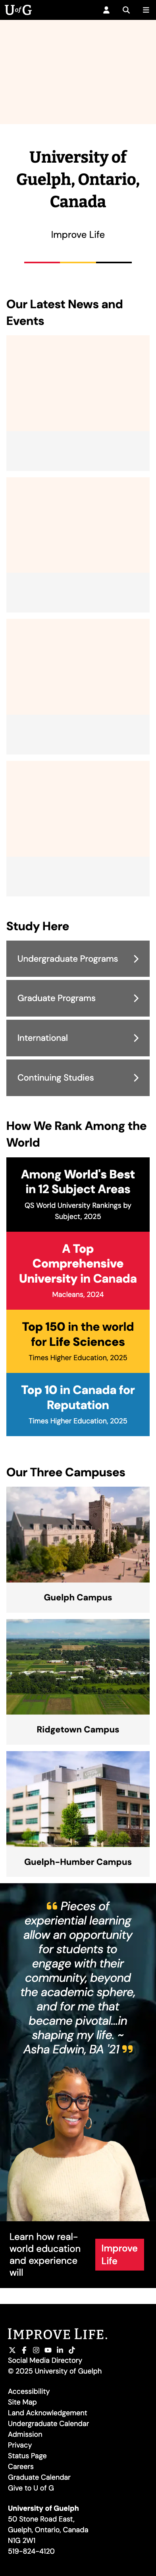 UofG
University of
Guelph, Ontario,
Canada
Improve Life
Our Latest News and
Events
Study Here
Undergraduate Programs
Graduate Programs
International
Continuing Studies
How We Rank Among the
World
Among World's Best
in 12 Subject Areas
QS World University Rankings by
Subject, 2025
A Top
Comprehensive
University in Canada
Macleans, 2024
Top 150 in the world
for Life Sciences
Times Higher Education, 2025
Top 10 in Canada for
Reputation
Times Higher Education, 2025
Our Three Campuses
Guelph Campus
Ridgetown Campus
Guelph-Humber Campus
Pieces of
experiential learning
allow an opportunity
for students to
engage with their
community, beyond
the academic sphere,
and for me that
became pivotal...in
shaping my life. ~
Asha Edwin, BA '21
Learn how real-
world education
and experience
will
Improve
Life
IMPROVE LIFE.
Social Media Directory
© 2025 University of Guelph
Accessibility
Site Map
Land Acknowledgement
Undergraduate Calendar
Admission
Privacy
Status Page
Careers
Graduate Calendar
Give to U of G
University of Guelph
50 Stone Road East,
Guelph, Ontario, Canada
N1G 2W1
519-824-4120